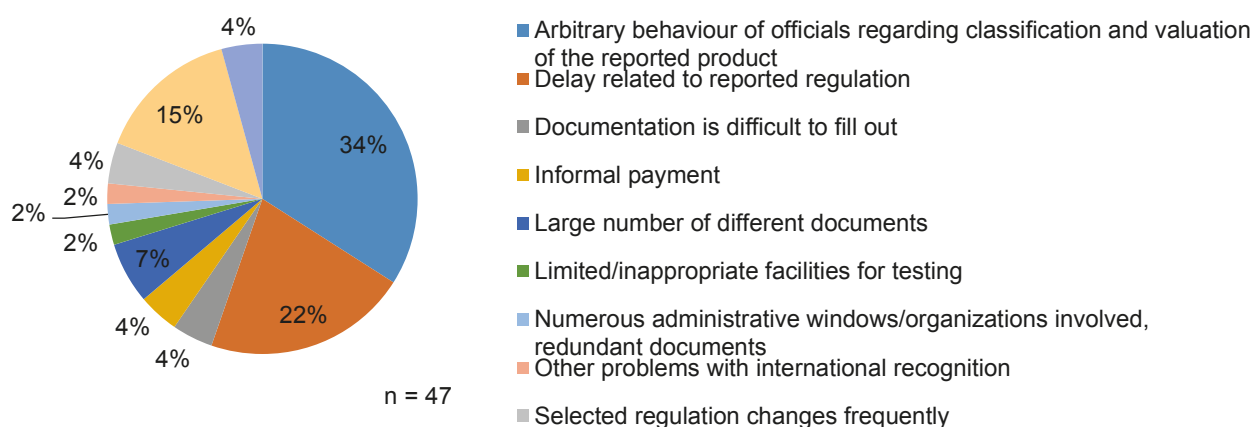 4%
15%
34%
4%
2%
2%
2%
7%
22%
4%
4%
n = 47
Arbitrary behaviour of officials regarding classification and valuation
of the reported product
Delay related to reported regulation
Documentation is difficult to fill out
Informal payment
Large number of different documents
Limited/inappropriate facilities for testing
Numerous administrative windows/organizations involved,
redundant documents
Other problems with international recognition
Selected regulation changes frequently